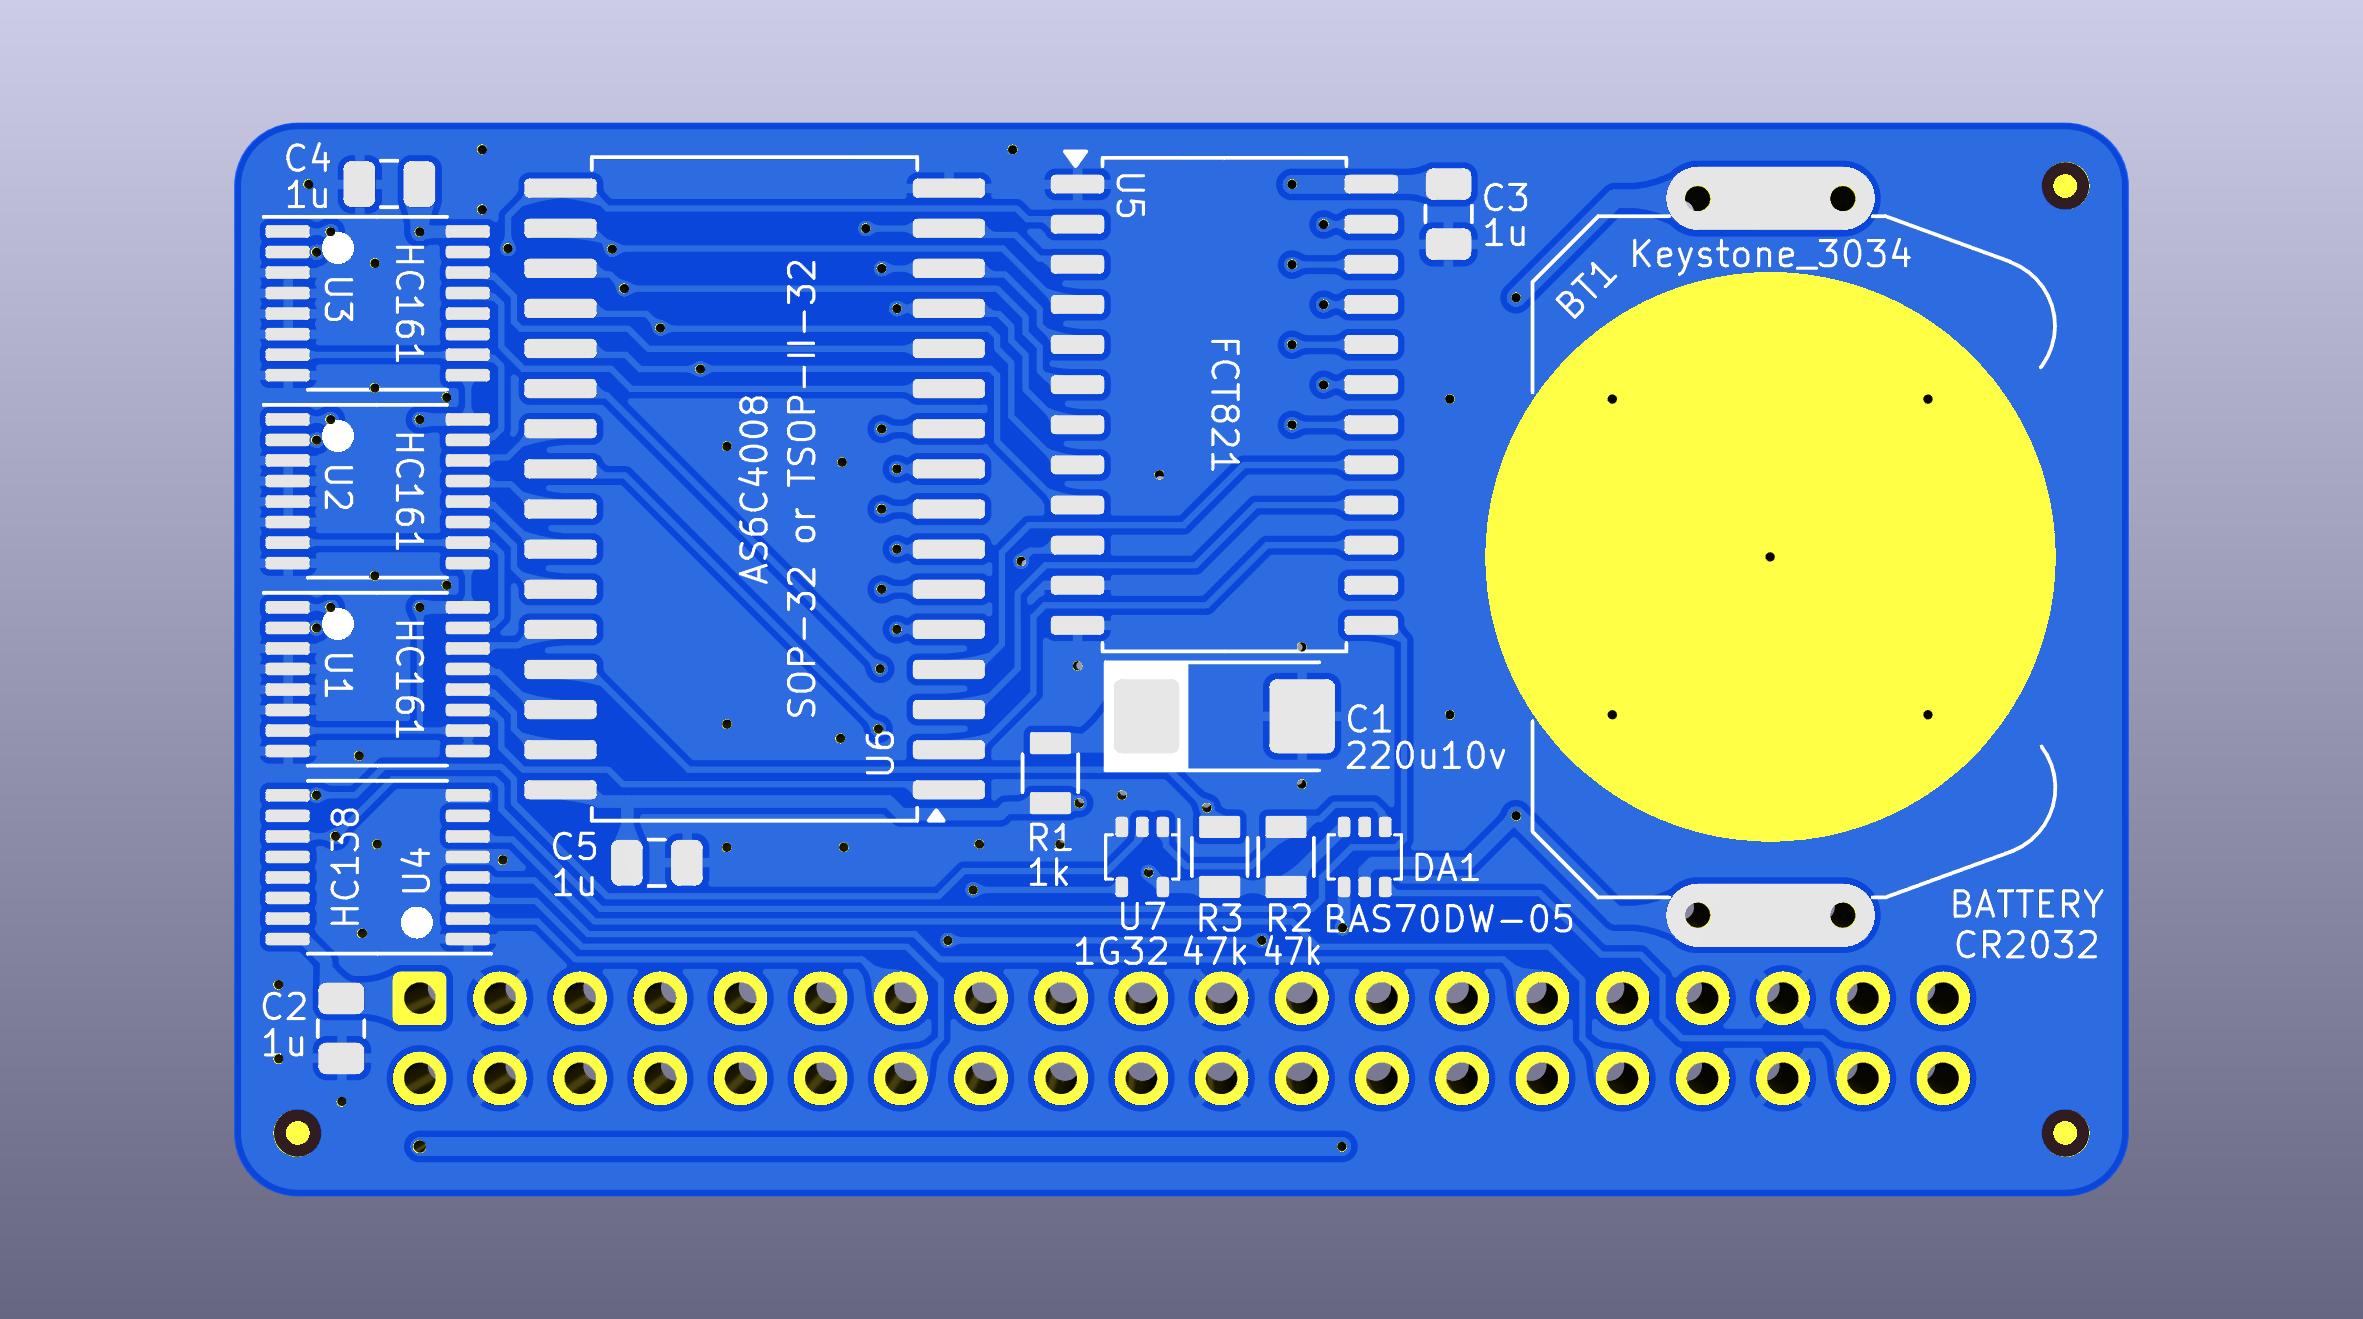 C4
1u
U3
HC161
U2
HC161
U1
HC161
HC138
U4
C2
1u
AS6C4008
SOP-32 or TSOP-II-32
U6
C5
1u
U5
FCT821
C3
1u
C1
220u10v
R1
1k
U7
1G32
R3
47k
R2
47k
DA1
BAS70DW-05
BT1
Keystone_3034
BATTERY
CR2032